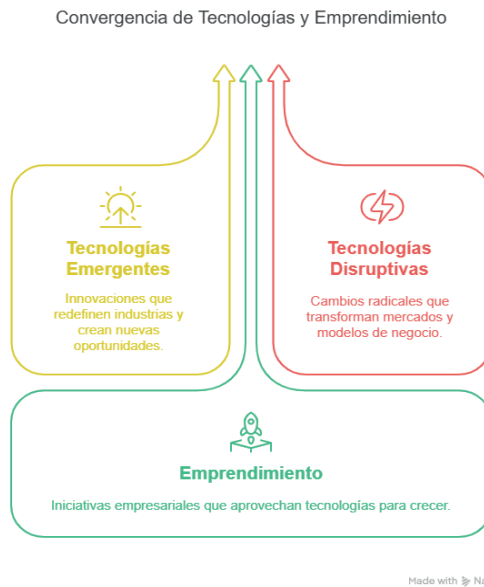 Convergencia de Tecnologías y Emprendimiento
Tecnologías
Emergentes
Innovaciones que
redefinen industrias y
crean nuevas
oportunidades.
Tecnologías
Disruptivas
Cambios radicales que
transforman mercados y
modelos de negocio.
Emprendimiento
Iniciativas empresariales que aprovechan tecnologías para crecer.
Made with